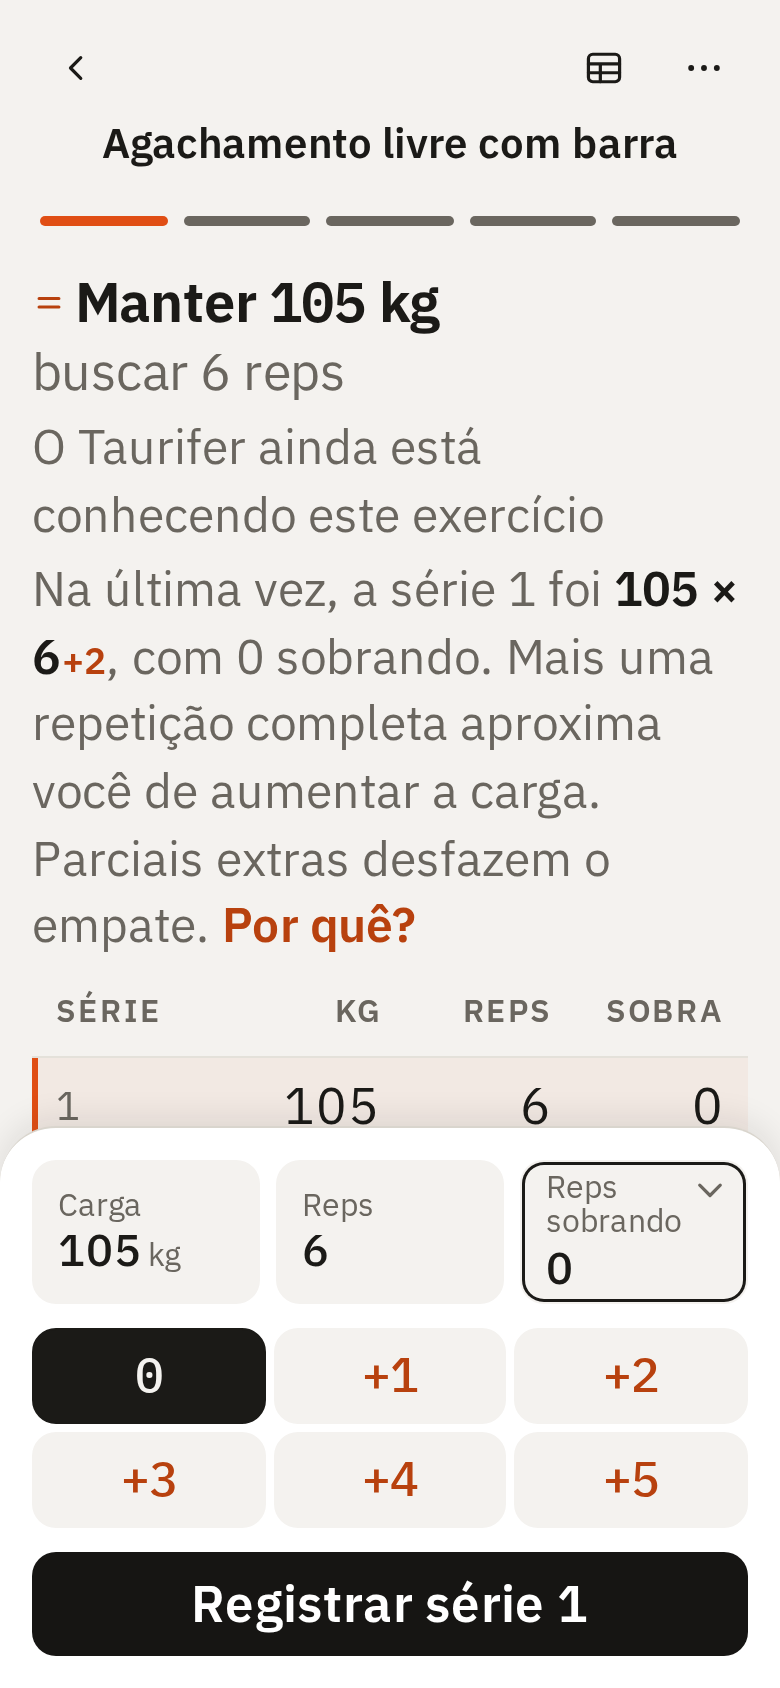 Agachamento livre com barra
= Manter 105 kg
buscar 6 reps
O Taurifer ainda está
conhecendo este exercício
Na última vez, a série 1 foi 105 ×
6+2, com 0 sobrando. Mais uma
repetição completa aproxima
você de aumentar a carga.
Parciais extras desfazem o
empate. Por quê?
SÉRIE KG REPS SOBRA
1 105 6 0
Carga Reps Reps
sobrando
105 kg 6 0
0 +1 +2
+3 +4 +5
Registrar série 1